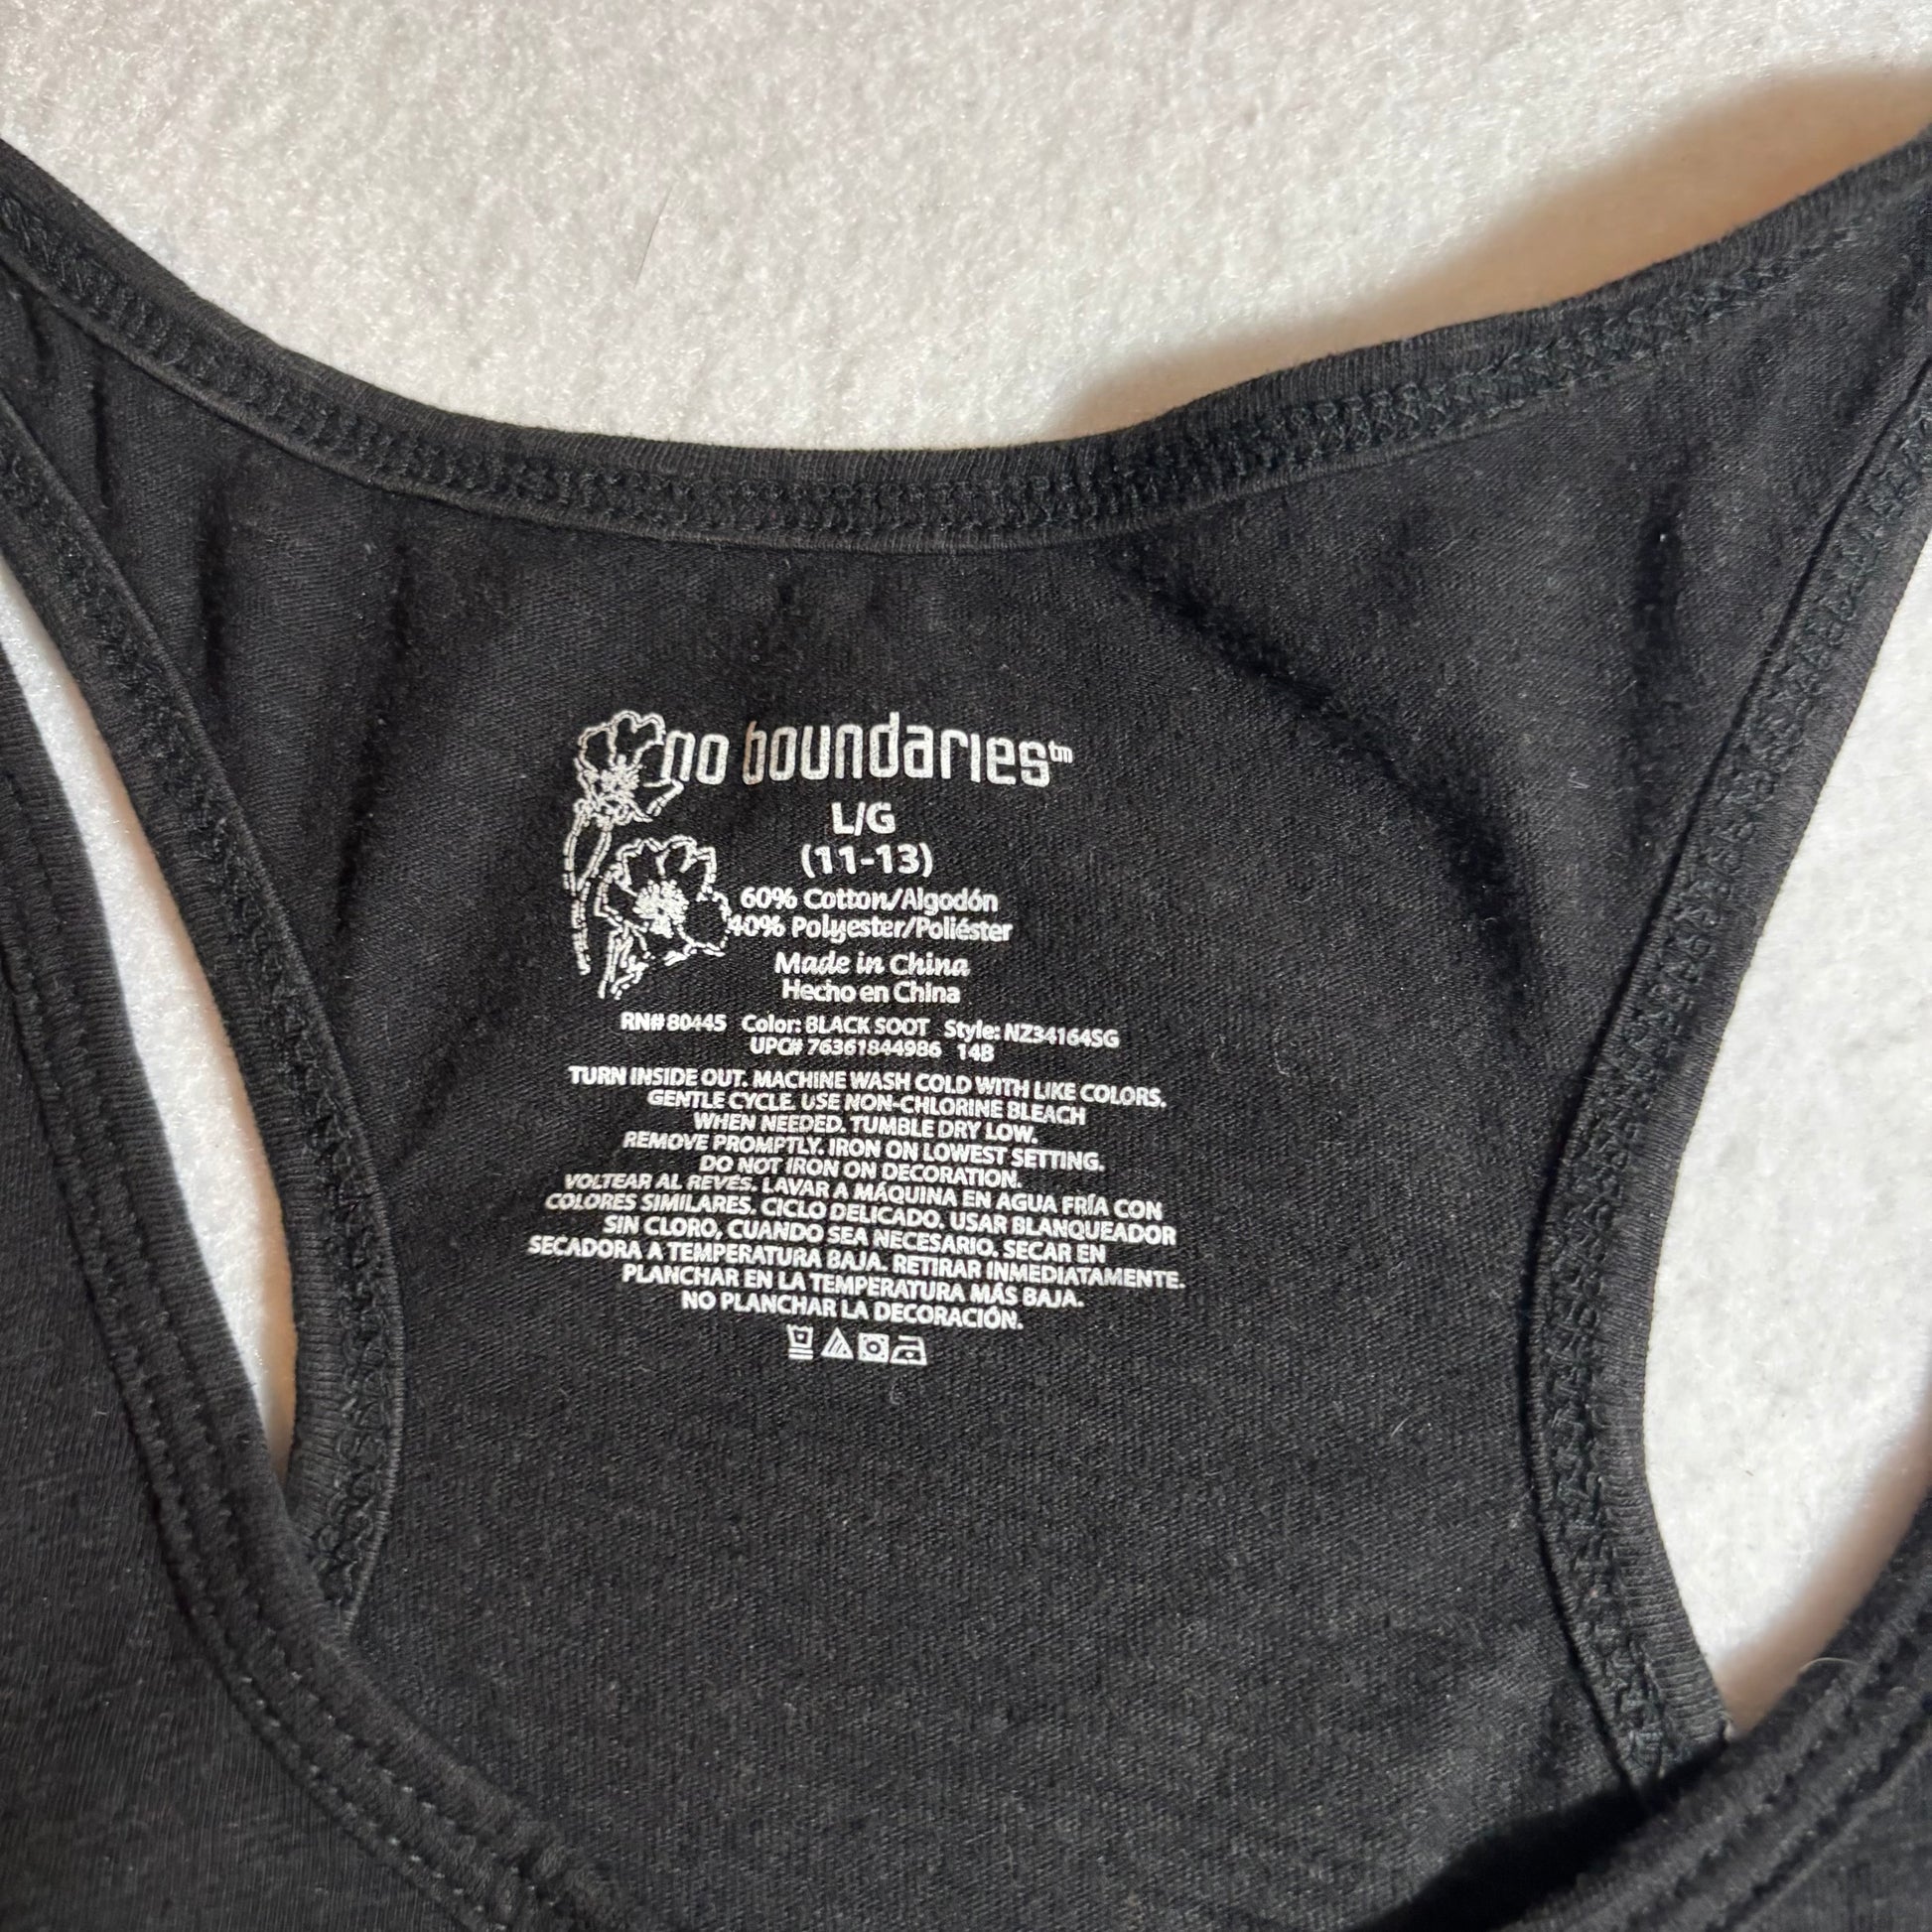 no boundaries™
L/G
(11-13)
60% Cotton/Algodón
40% Polyester/Poliéster
Made in China
Hecho en China
RN# 80445 Color: BLACK SOOT Style: NZ34164SG
UPC# 76361844986 14B
TURN INSIDE OUT. MACHINE WASH COLD WITH LIKE COLORS.
GENTLE CYCLE. USE NON-CHLORINE BLEACH
WHEN NEEDED. TUMBLE DRY LOW.
REMOVE PROMPTLY. IRON ON LOWEST SETTING.
DO NOT IRON ON DECORATION.
VOLTEAR AL REVÉS. LAVAR A MÁQUINA EN AGUA FRÍA CON
COLORES SIMILARES. CICLO DELICADO. USAR BLANQUEADOR
SIN CLORO, CUANDO SEA NECESARIO. SECAR EN
SECADORA A TEMPERATURA BAJA. RETIRAR INMEDIATAMENTE.
PLANCHAR EN LA TEMPERATURA MÁS BAJA.
NO PLANCHAR LA DECORACIÓN.